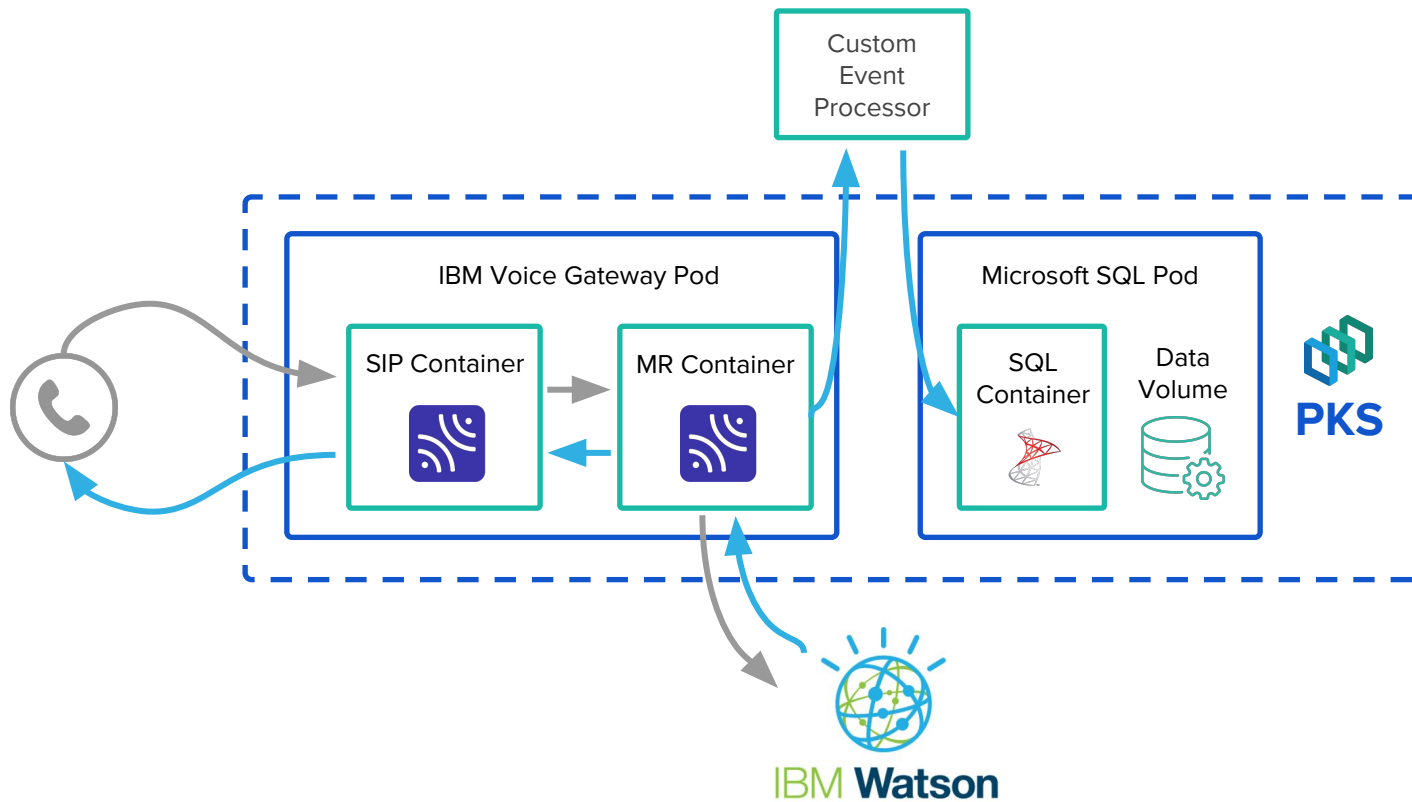 Custom
Event
Processor
IBM Voice Gateway Pod
Microsoft SQL Pod
SIP Container
MR Container
SQL
Container
Data
Volume
PKS
IBM Watson